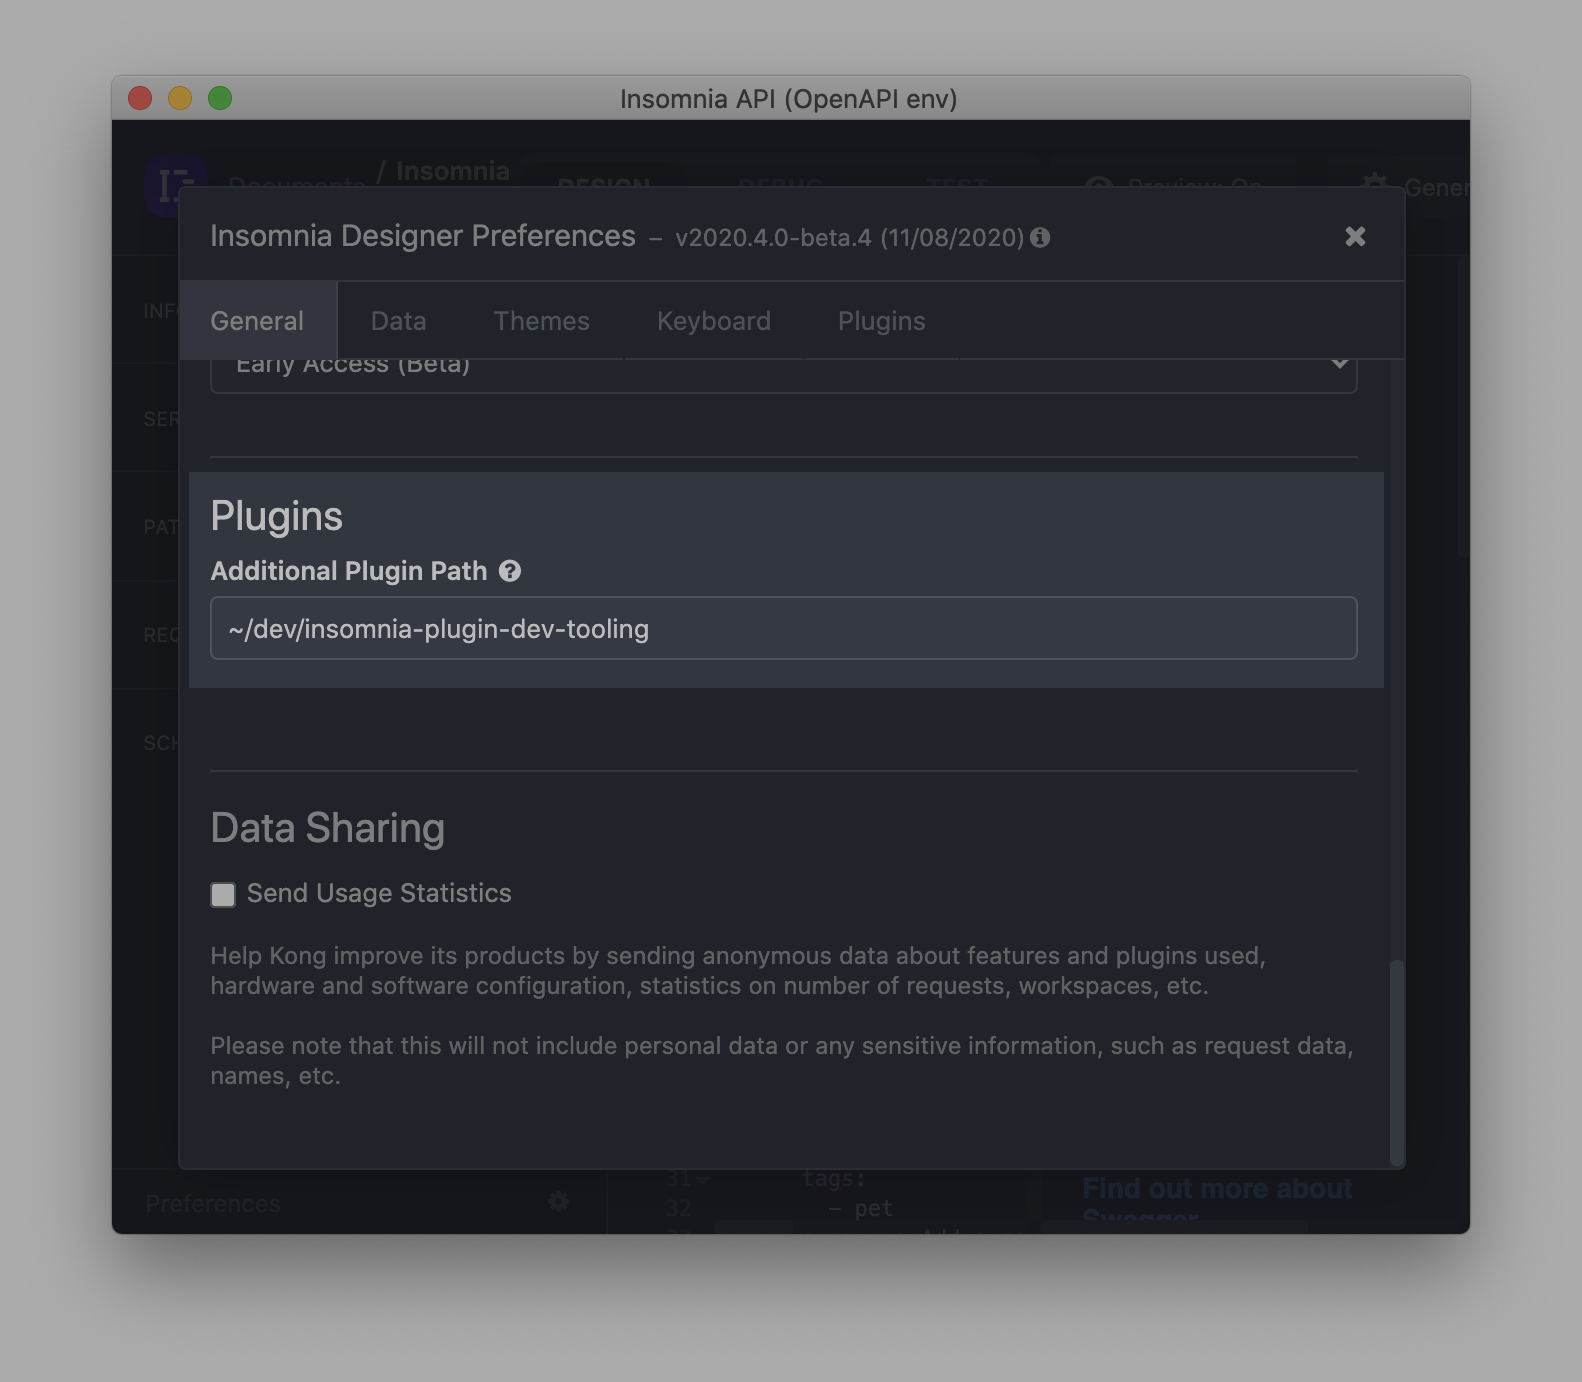 Insomnia API (OpenAPI env)
Documents / Insomnia
DESIGN
DEBUG
TEST
Preview: On
Gener
Insomnia Designer Preferences – v2020.4.0-beta.4 (11/08/2020)
General
Data
Themes
Keyboard
Plugins
Early Access (Beta)
INF
SER
PAT
REQ
SCH
Plugins
Additional Plugin Path
~/dev/insomnia-plugin-dev-tooling
Data Sharing
Send Usage Statistics
Help Kong improve its products by sending anonymous data about features and plugins used,
hardware and software configuration, statistics on number of requests, workspaces, etc.
Please note that this will not include personal data or any sensitive information, such as request data,
names, etc.
Preferences
31 tags:
32 - pet
Find out more about
Swagger